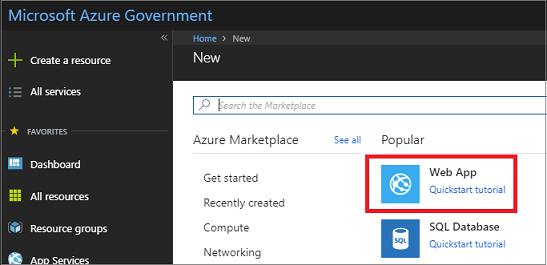 Microsoft Azure Government
«
Create a resource
All services
FAVORITES
Dashboard
All resources
Resource groups
App Services
Home > New
New
Search the Marketplace
Azure Marketplace See all
Get started
Recently created
Compute
Networking
Popular
Web App
Quickstart tutorial
SQL
SQL Database
Quickstart tutorial